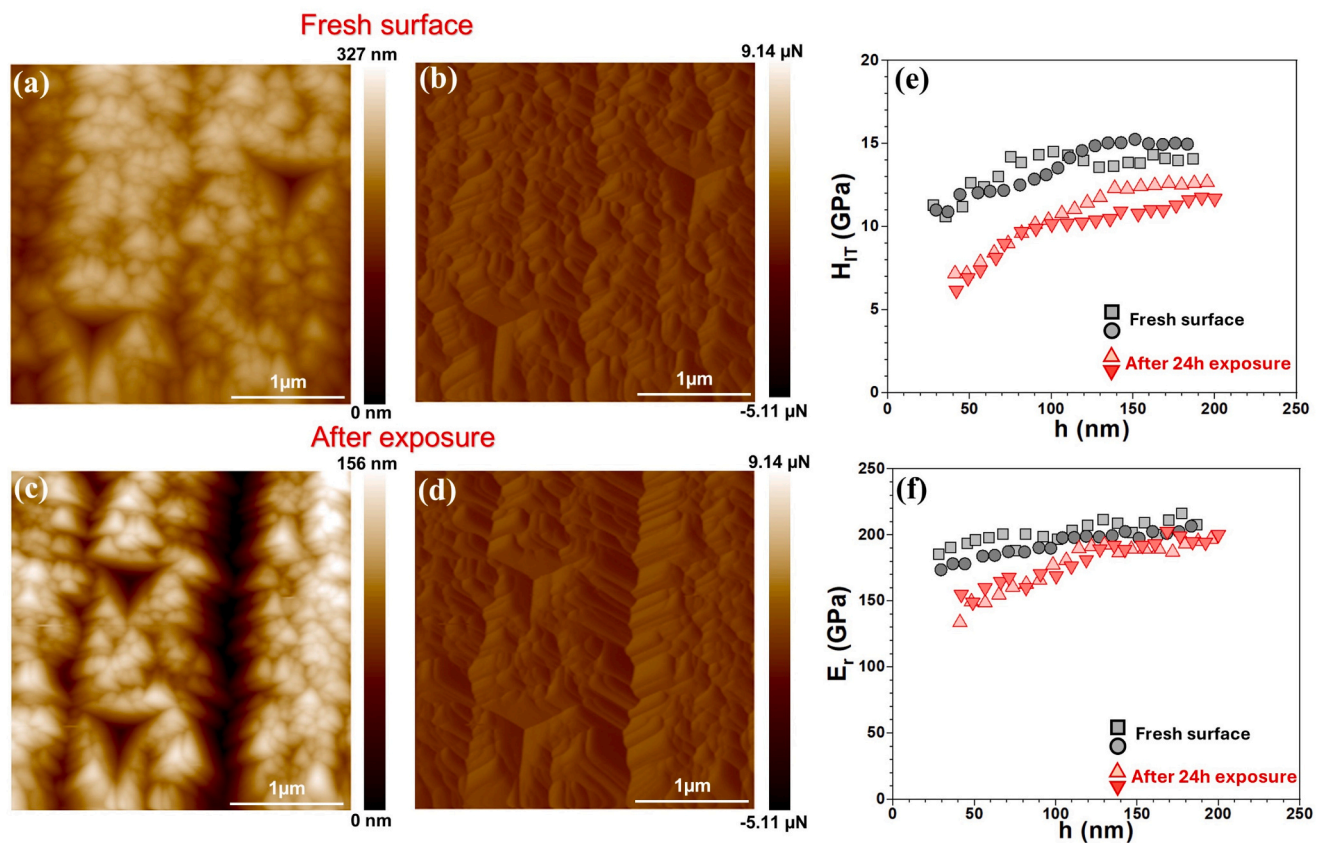 Fresh surface
327 nm
(a)
1µm
0 nm
9.14 µN
(b)
1µm
-5.11 µN
After exposure
156 nm
(c)
1µm
0 nm
9.14 µN
(d)
1µm
-5.11 µN
(e)
20
15
10
5
0
H_IT (GPa)
Fresh surface
After 24h exposure
0 50 100 150 200 250
h (nm)
(f)
250
200
150
200
50
0
E_r (GPa)
Fresh surface
After 24h exposure
0 50 100 150 200 250
h (nm)